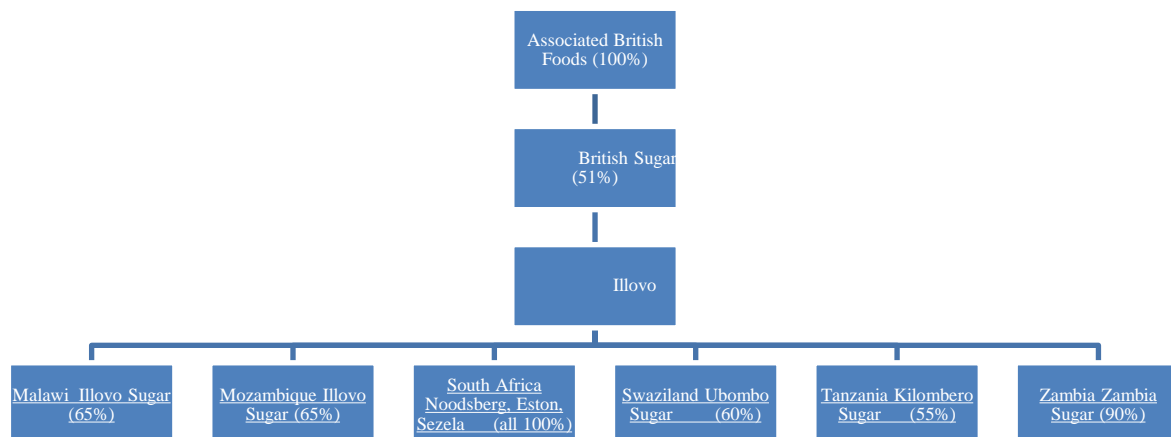 Associated British
Foods (100%)
British Sugar
(51%)
Illovo
Malawi Illovo Sugar
(65%)
Mozambique Illovo
Sugar (65%)
South Africa
Noodsberg, Eston,
Sezela (all 100%)
Swaziland Ubombo
Sugar (60%)
Tanzania Kilombero
Sugar (55%)
Zambia Zambia
Sugar (90%)